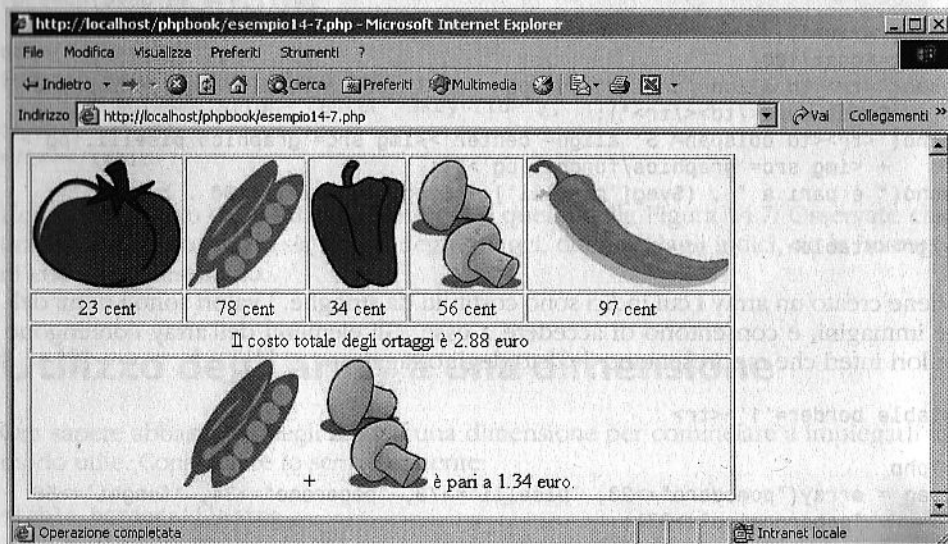 http://localhost/phpbook/esempio14-7.php - Microsoft Internet Explorer
File Modifica Visualizza Preferiti Strumenti ?
Indietro Cerca Preferiti Multimedia
Indirizzo http://localhost/phpbook/esempio14-7.php Vai Collegamenti »
23 cent 78 cent 34 cent 56 cent 97 cent
Il costo totale degli ortaggi è 2.88 euro
+ è pari a 1.34 euro.
Operazione completata Intranet locale